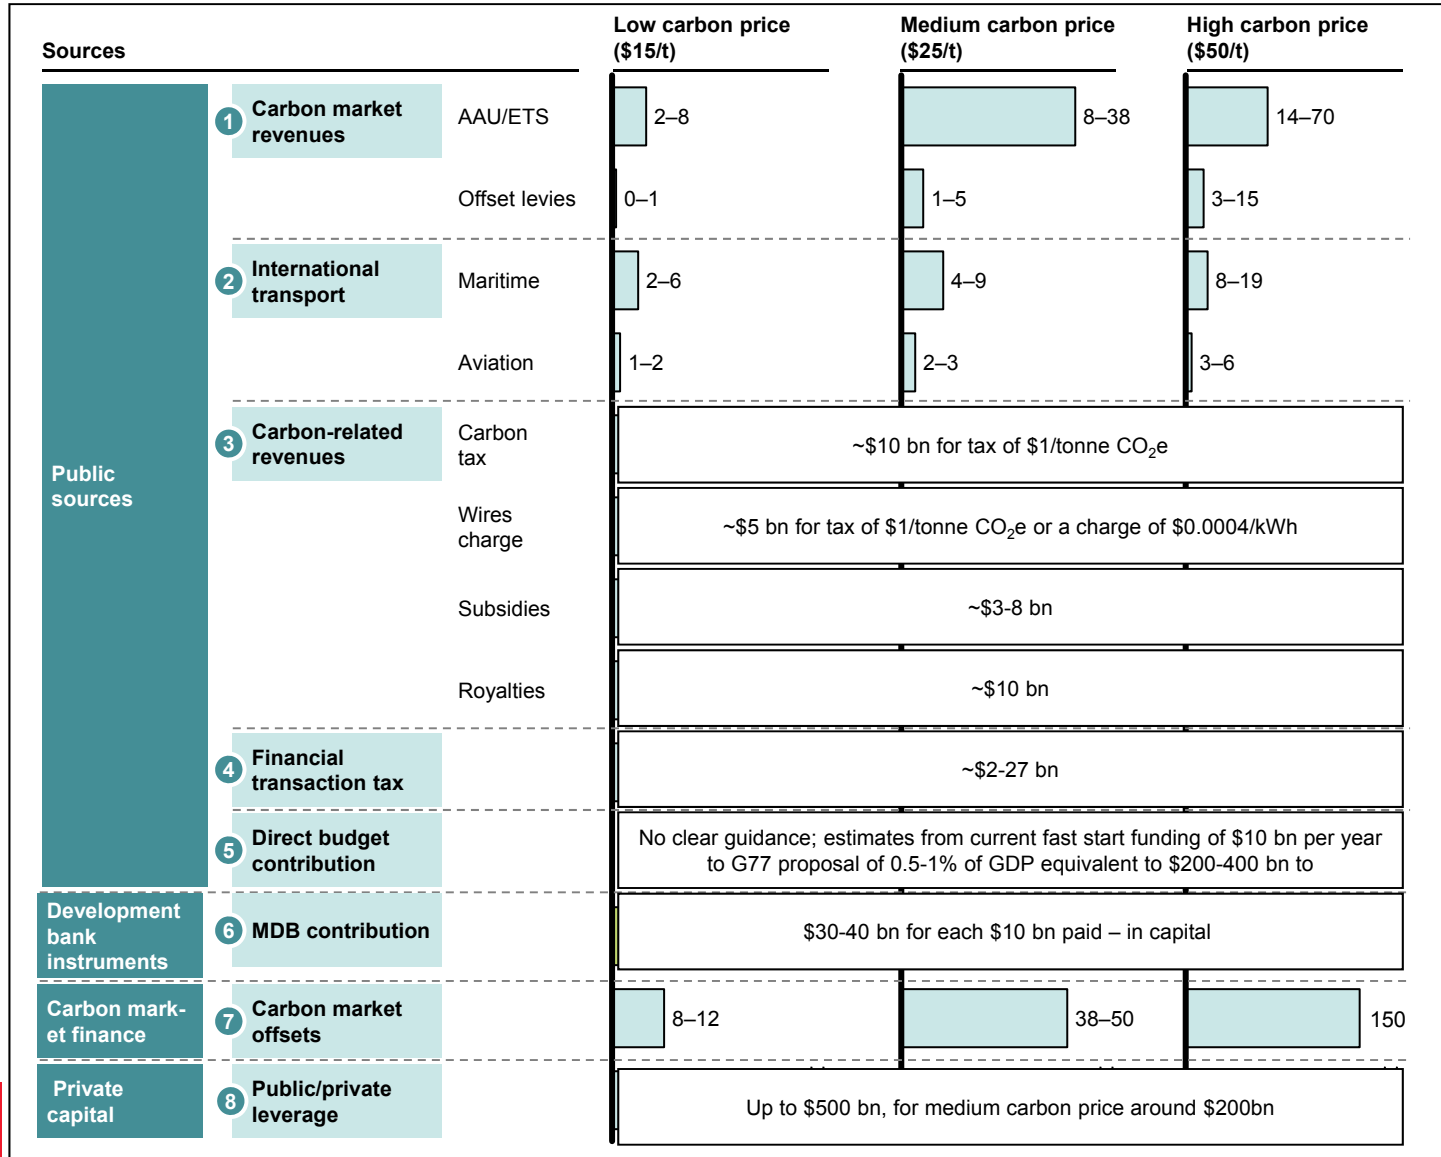 Sources
Low carbon price
($15/t)
Medium carbon price
($25/t)
High carbon price
($50/t)
Public
sources
1
Carbon market
revenues
AAU/ETS
2–8
8–38
14–70
Offset levies
0–1
1–5
3–15
2
International
transport
Maritime
2–6
4–9
8–19
Aviation
1–2
2–3
3–6
3
Carbon-related
revenues
Carbon
tax
~$10 bn for tax of $1/tonne CO₂e
Wires
charge
~$5 bn for tax of $1/tonne CO₂e or a charge of $0.0004/kWh
Subsidies
~$3-8 bn
Royalties
~$10 bn
4
Financial
transaction tax
~$2-27 bn
5
Direct budget
contribution
No clear guidance; estimates from current fast start funding of $10 bn per year
to G77 proposal of 0.5-1% of GDP equivalent to $200-400 bn to
Development
bank
instruments
6
MDB contribution
$30-40 bn for each $10 bn paid – in capital
Carbon mark-
et finance
7
Carbon market
offsets
8–12
38–50
150
Private
capital
8
Public/private
leverage
Up to $500 bn, for medium carbon price around $200bn